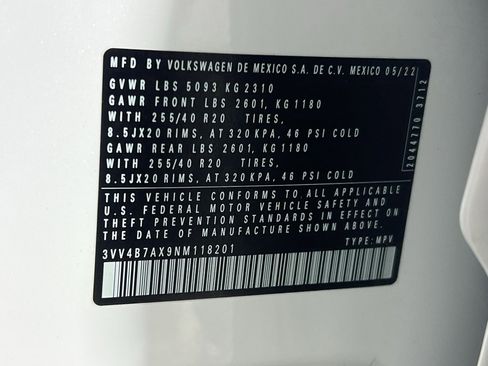 MFD BY VOLKSWAGEN DE MEXICO S.A. DE C.V. MEXICO 05/22
GVWR LBS 5093 KG 2310
GAWR FRONT LBS 2601, KG 1180
WITH 255/40 R20 TIRES,
8.5JX20 RIMS, AT 320 KPA, 46 PSI COLD
GAWR REAR LBS 2601, KG 1180
WITH 255/40 R20 TIRES,
8.5JX20 RIMS, AT 320 KPA, 46 PSI COLD
THIS VEHICLE CONFORMS TO ALL APPLICABLE
U.S. FEDERAL MOTOR VEHICLE SAFETY AND
THEFT PREVENTION STANDARDS IN EFFECT ON
THE DATE OF MANUFACTURE SHOWN ABOVE.
3VV4B7AX9NM118201 TYPE: MPV
2044770 3712